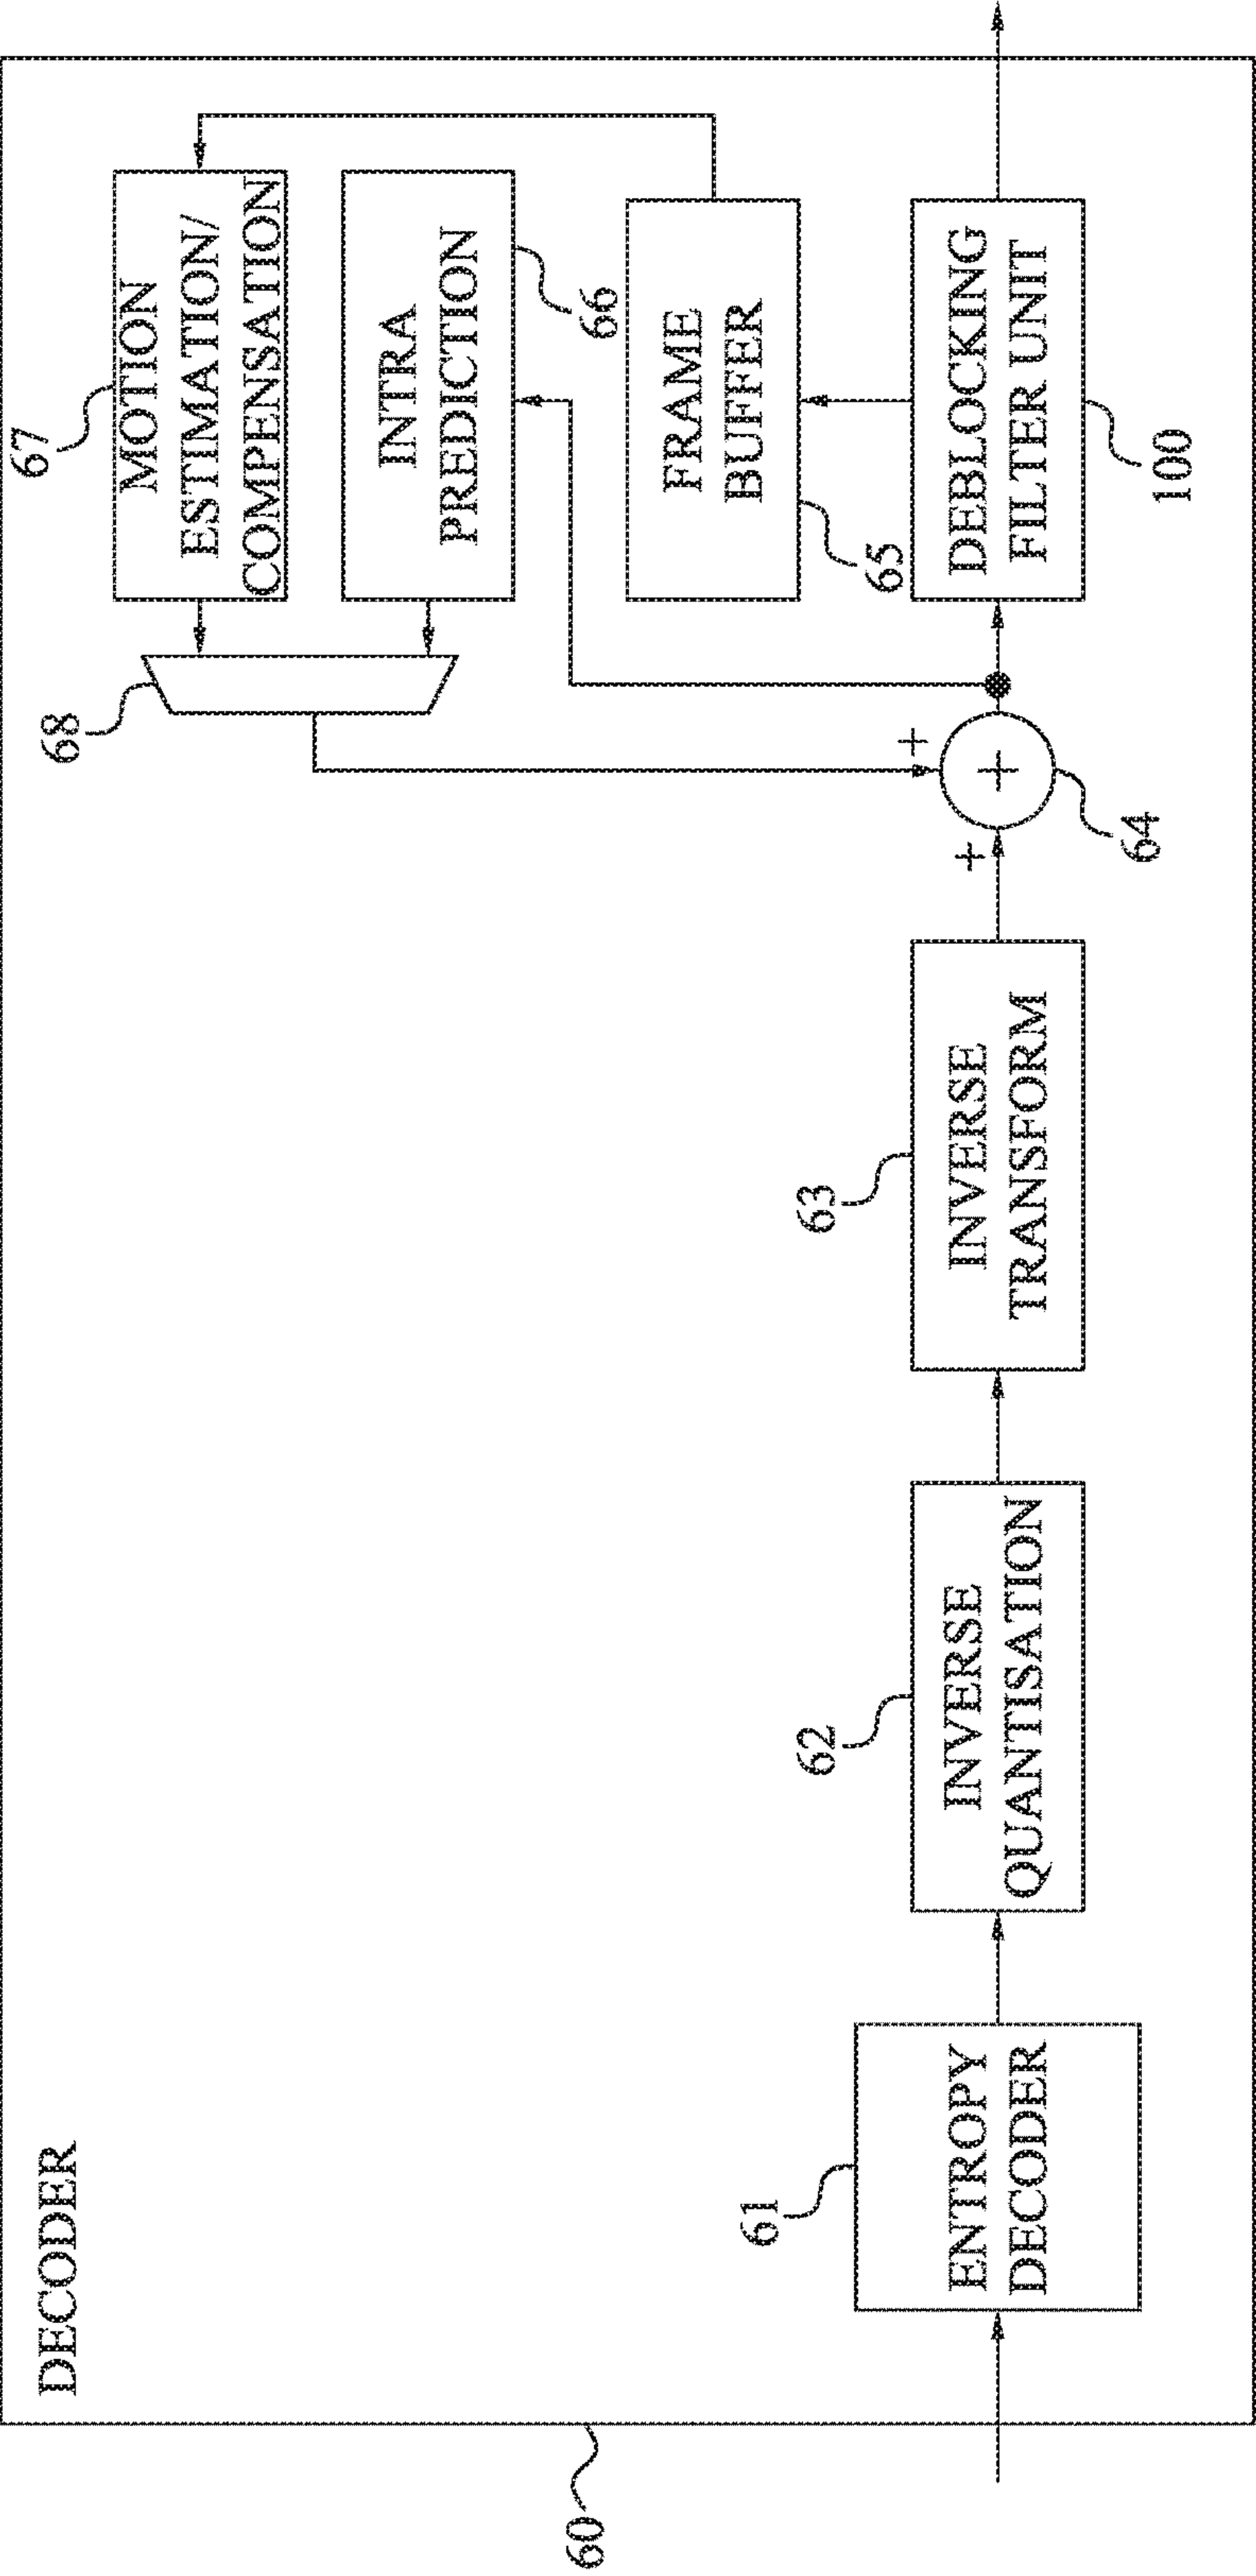 DECODER
60
61
ENTROPY
DECODER
62
INVERSE
QUANTISATION
63
INVERSE
TRANSFORM
+
+
+
64
68
67
MOTION
ESTIMATION/
COMPENSATION
INTRA
PREDICTION
66
FRAME
BUFFER
65
DEBLOCKING
FILTER UNIT
100